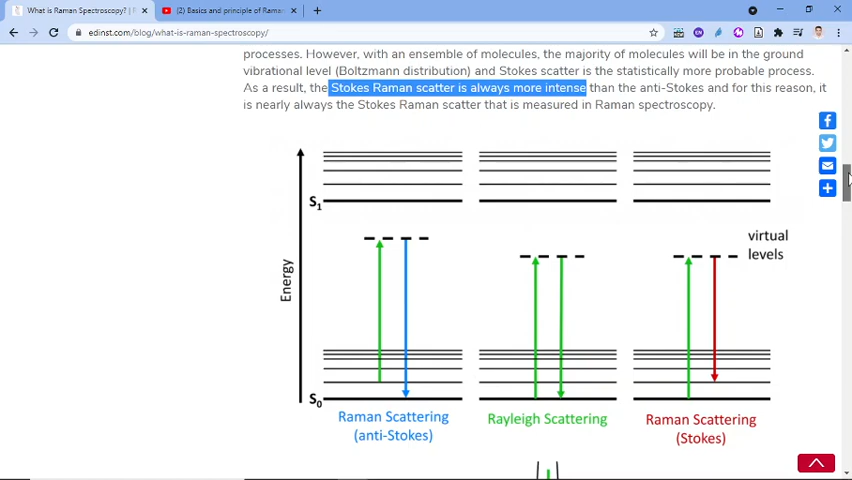 What is Raman Spectroscopy? | R
(2) Basics and principle of Raman
edinst.com/blog/what-is-raman-spectroscopy/
processes. However, with an ensemble of molecules, the majority of molecules will be in the ground
vibrational level (Boltzmann distribution) and Stokes scatter is the statistically more probable process.
As a result, the Stokes Raman scatter is always more intense than the anti-Stokes and for this reason, it
is nearly always the Stokes Raman scatter that is measured in Raman spectroscopy.
S1
virtual
levels
Energy
S0
Raman Scattering
(anti-Stokes)
Rayleigh Scattering
Raman Scattering
(Stokes)